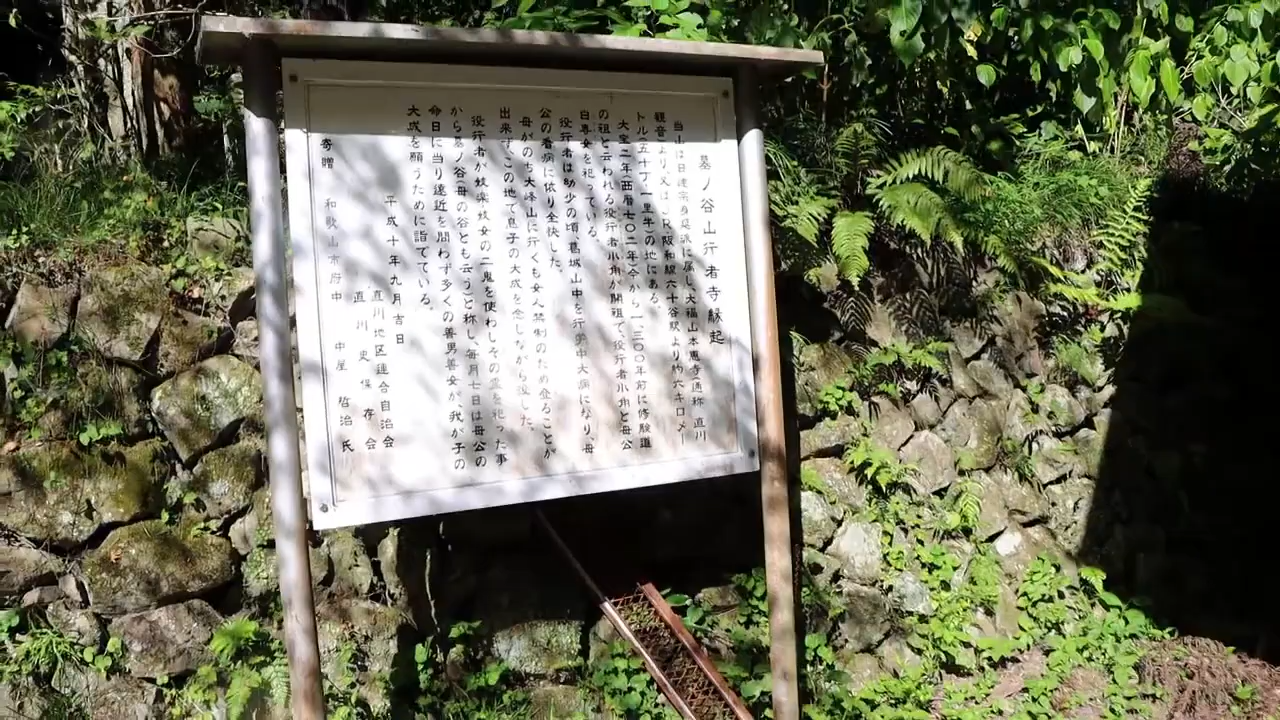 墓ノ谷山行者寺縁起
当山は日蓮宗身延派に属し、大福山本恵寺通称 直川
観音より、又はJR阪和線六十谷駅より約六キロメー
トル(五十丁一里半)の地にある。
大宝二年(西暦七〇二年)今から一、三〇〇年前に修験道
の祖と云われる役行者小角が開祖で、役行者小角と母公
白専女を祀っている。
役行者は幼少の頃葛城山中を行学中大病になり、母
公の看病に依り全快した。
母がのち大峰山に行くも女人禁制のため登ることが
出来ず、この地で息子の大成を念じながら没した。
役行者が妓楽妓女の二鬼を使わしその霊を祀った事
から墓ノ谷(母の谷とも云う)と称し、毎月七日は母公の
命日に当り遠近を問わず多くの善男善女が、我が子の
大成を願うために詣てている。
平成十年九月吉日
直川地区連合自治会
直川史保存会
寄贈 和歌山市府中 中屋 哲治 氏